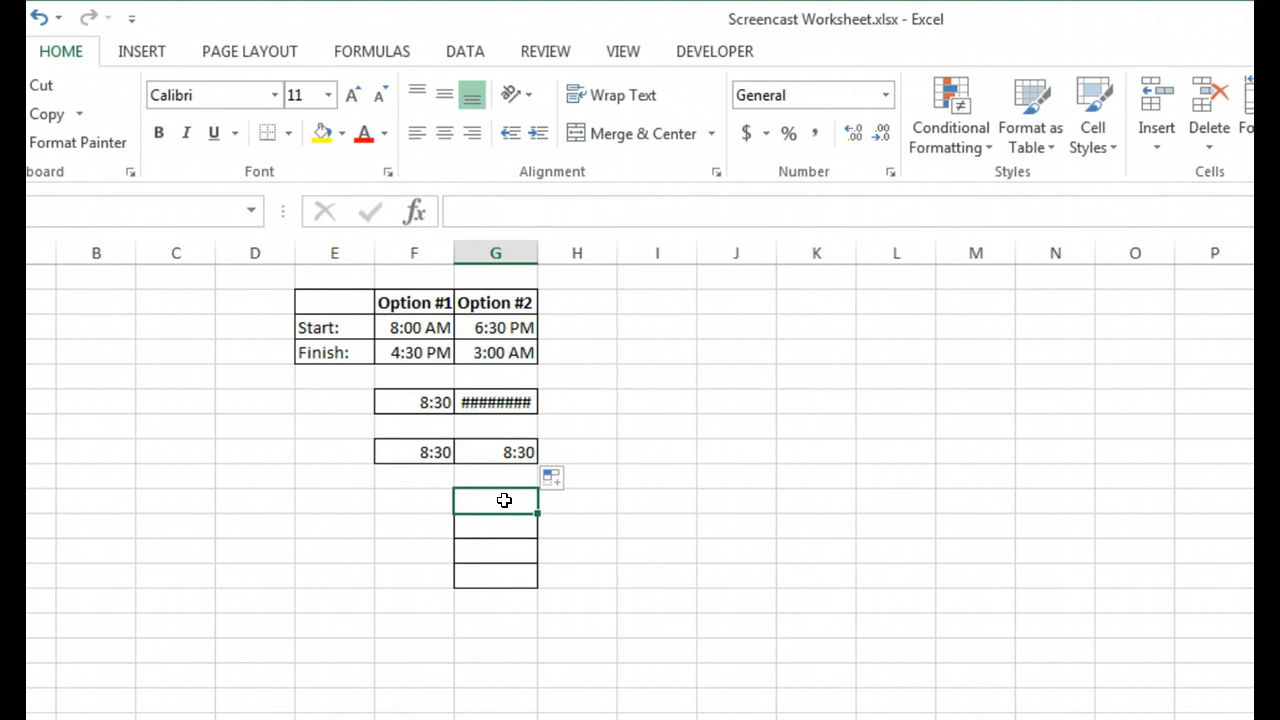 Screencast Worksheet.xlsx - Excel
HOME INSERT PAGE LAYOUT FORMULAS DATA REVIEW VIEW DEVELOPER
Cut
Copy
Format Painter
board
Calibri 11
B I U A
Font
Wrap Text
Merge & Center
Alignment
General
$ % ,
Number
Conditional Formatting
Format as Table
Cell Styles
Styles
Insert
Delete
Fo
Cells
fx
B C D E F G H I J K L M N O P
Option #1 Option #2
Start: 8:00 AM 6:30 PM
Finish: 4:30 PM 3:00 AM
8:30 ########
8:30 8:30